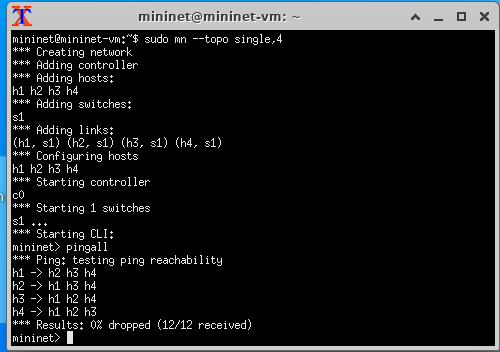 mininet@mininet-vm: ~
mininet@mininet-vm:~$ sudo mn --topo single,4
*** Creating network
*** Adding controller
*** Adding hosts:
h1 h2 h3 h4
*** Adding switches:
s1
*** Adding links:
(h1, s1) (h2, s1) (h3, s1) (h4, s1)
*** Configuring hosts
h1 h2 h3 h4
*** Starting controller
c0
*** Starting 1 switches
s1 ...
*** Starting CLI:
mininet> pingall
*** Ping: testing ping reachability
h1 -> h2 h3 h4
h2 -> h1 h3 h4
h3 -> h1 h2 h4
h4 -> h1 h2 h3
*** Results: 0% dropped (12/12 received)
mininet>